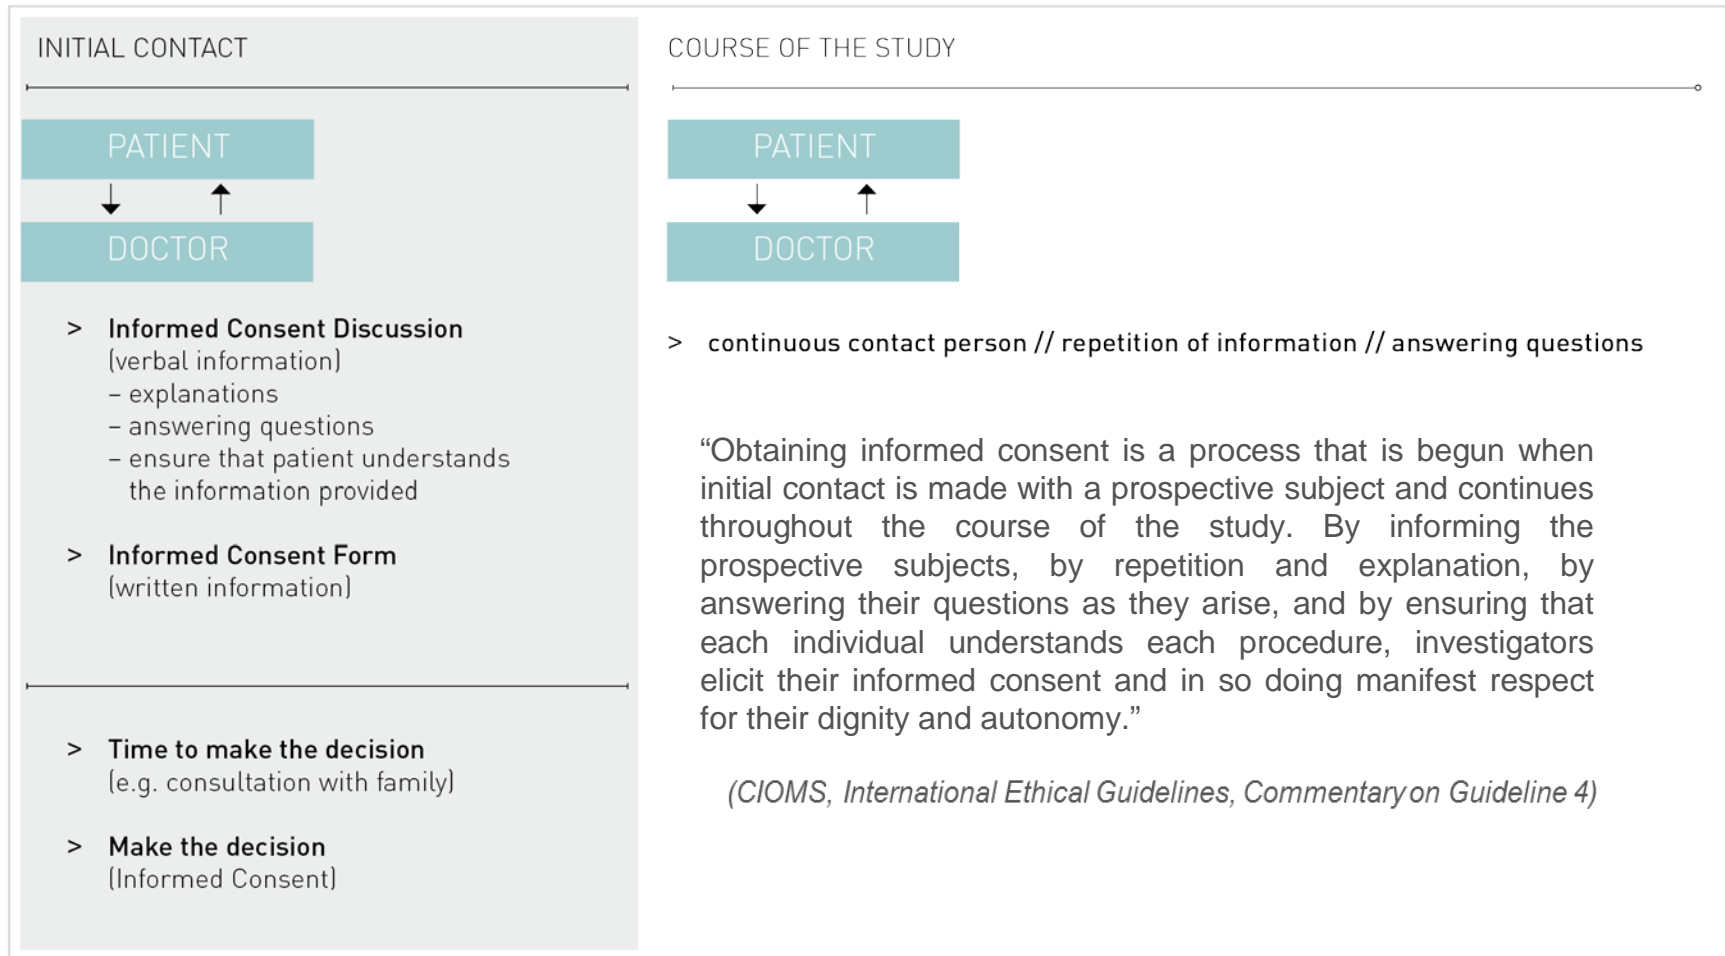 INITIAL CONTACT
PATIENT
DOCTOR
> Informed Consent Discussion
(verbal information)
– explanations
– answering questions
– ensure that patient understands
the information provided
> Informed Consent Form
(written information)
> Time to make the decision
(e.g. consultation with family)
> Make the decision
(Informed Consent)
COURSE OF THE STUDY
PATIENT
DOCTOR
> continuous contact person // repetition of information // answering questions
“Obtaining informed consent is a process that is begun when
initial contact is made with a prospective subject and continues
throughout the course of the study. By informing the
prospective subjects, by repetition and explanation, by
answering their questions as they arise, and by ensuring that
each individual understands each procedure, investigators
elicit their informed consent and in so doing manifest respect
for their dignity and autonomy.”
(CIOMS, International Ethical Guidelines, Commentary on Guideline 4)